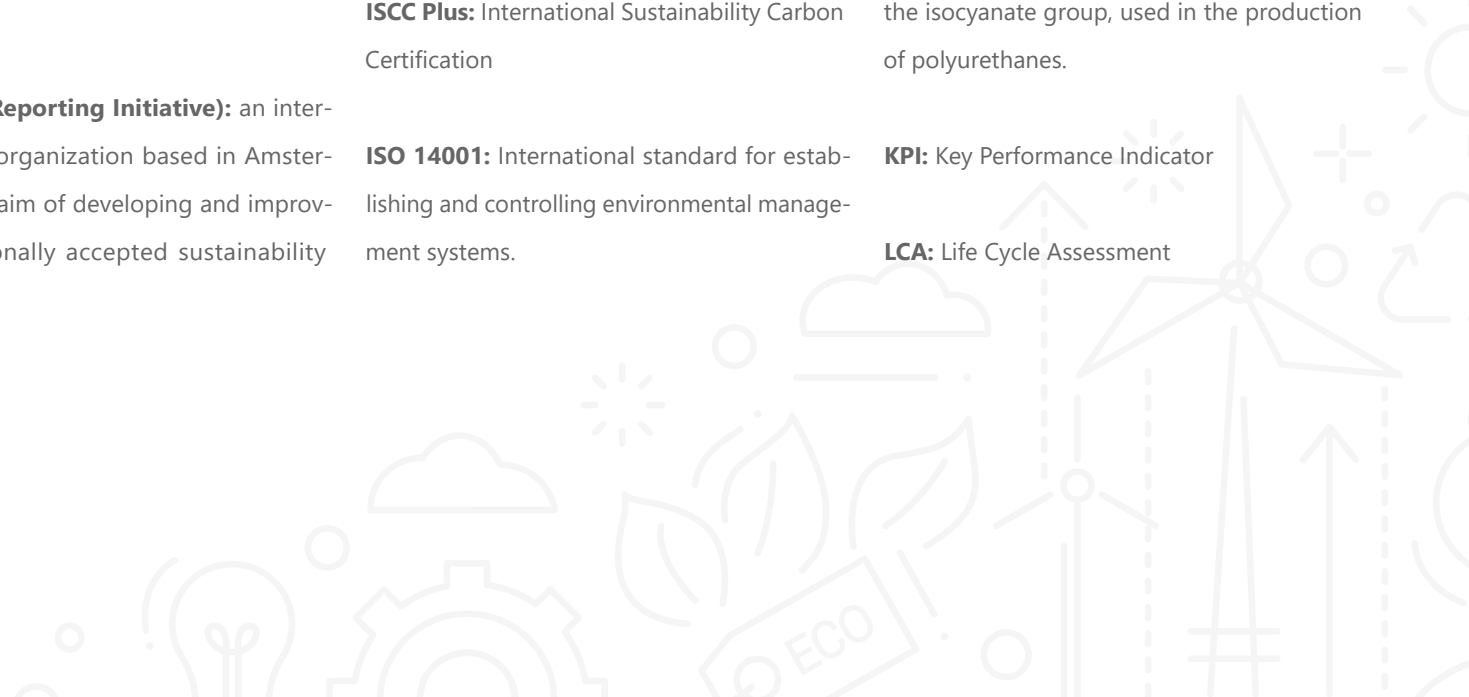 Reporting Initiative): an inter-
organization based in Amster-
aim of developing and improv-
onally accepted sustainability
ISCC Plus: International Sustainability Carbon
Certification
ISO 14001: International standard for estab-
lishing and controlling environmental manage-
ment systems.
the isocyanate group, used in the production
of polyurethanes.
KPI: Key Performance Indicator
LCA: Life Cycle Assessment
ECO